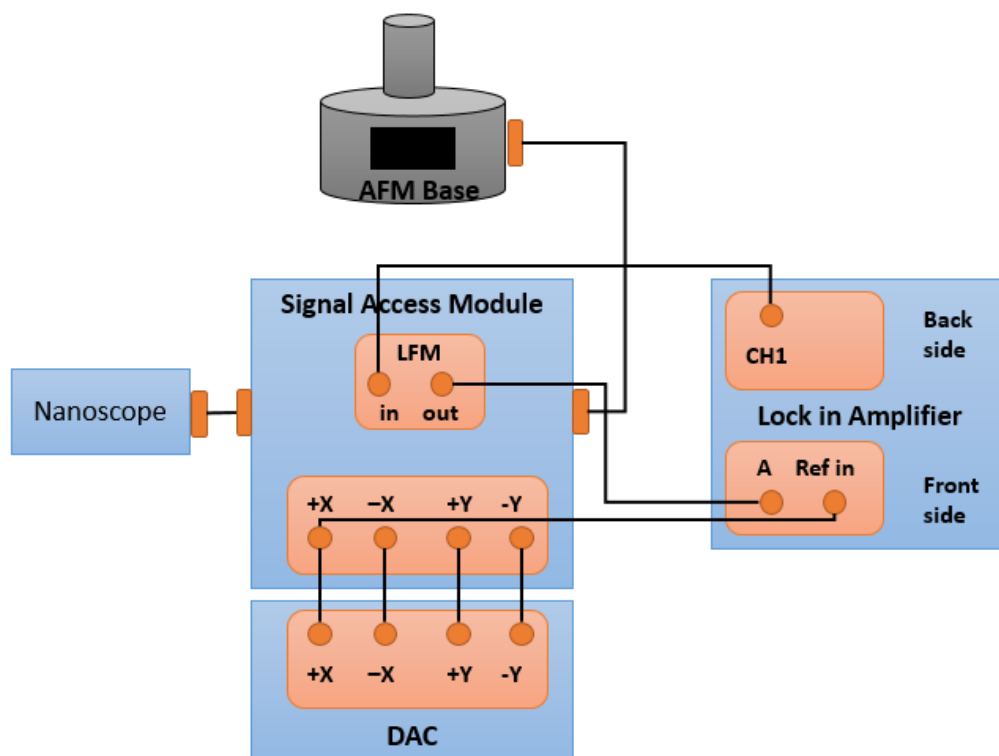 AFM Base
Signal Access Module
LFM
in out
Nanoscope
+X –X +Y -Y
+X –X +Y -Y
DAC
CH1
Back
side
Lock in Amplifier
A Ref in
Front
side